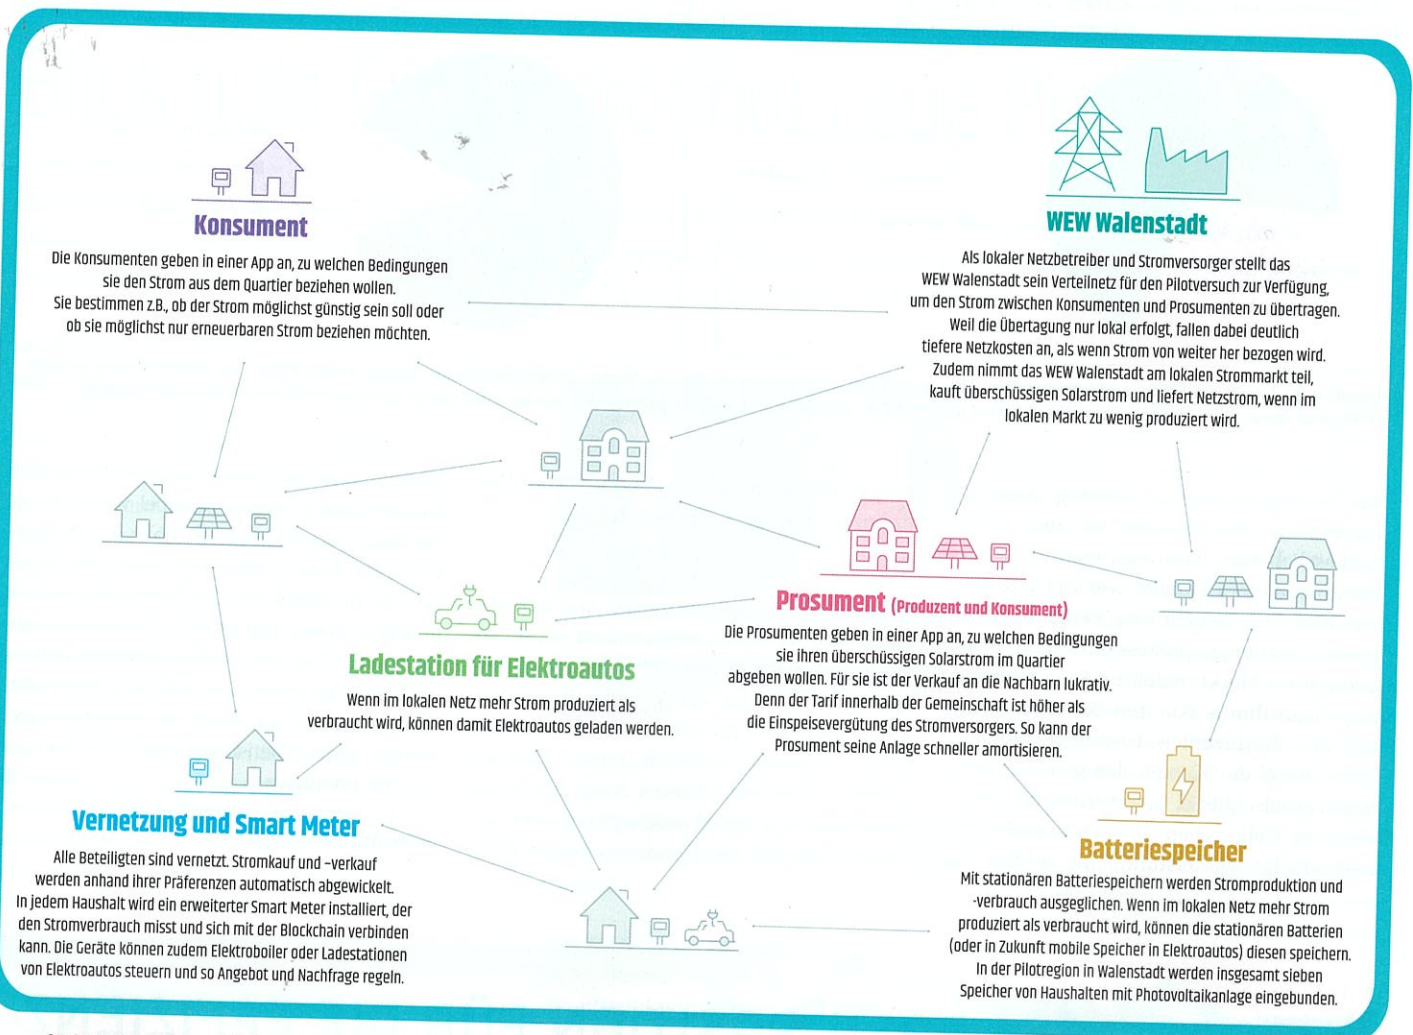 Konsument
Die Konsumenten geben in einer App an, zu welchen Bedingungen
sie den Strom aus dem Quartier beziehen wollen.
Sie bestimmen z.B., ob der Strom möglichst günstig sein soll oder
ob sie möglichst nur erneuerbaren Strom beziehen möchten.
WEW Walenstadt
Als lokaler Netzbetreiber und Stromversorger stellt das
WEW Walenstadt sein Verteilnetz für den Pilotversuch zur Verfügung,
um den Strom zwischen Konsumenten und Prosumenten zu übertragen.
Weil die Übertagung nur lokal erfolgt, fallen dabei deutlich
tiefere Netzkosten an, als wenn Strom von weiter her bezogen wird.
Zudem nimmt das WEW Walenstadt am lokalen Strommarkt teil,
kauft überschüssigen Solarstrom und liefert Netzstrom, wenn im
lokalen Markt zu wenig produziert wird.
Prosument (Produzent und Konsument)
Die Prosumenten geben in einer App an, zu welchen Bedingungen
sie ihren überschüssigen Solarstrom im Quartier
abgeben wollen. Für sie ist der Verkauf an die Nachbarn lukrativ.
Denn der Tarif innerhalb der Gemeinschaft ist höher als
die Einspeisevergütung des Stromversorgers. So kann der
Prosument seine Anlage schneller amortisieren.
Ladestation für Elektroautos
Wenn im lokalen Netz mehr Strom produziert als
verbraucht wird, können damit Elektroautos geladen werden.
Vernetzung und Smart Meter
Alle Beteiligten sind vernetzt. Stromkauf und -verkauf
werden anhand ihrer Präferenzen automatisch abgewickelt.
In jedem Haushalt wird ein erweiterter Smart Meter installiert, der
den Stromverbrauch misst und sich mit der Blockchain verbinden
kann. Die Geräte können zudem Elektroboiler oder Ladestationen
von Elektroautos steuern und so Angebot und Nachfrage regeln.
Batteriespeicher
Mit stationären Batteriespeichern werden Stromproduktion und
-verbrauch ausgeglichen. Wenn im lokalen Netz mehr Strom
produziert als verbraucht wird, können die stationären Batterien
(oder in Zukunft mobile Speicher in Elektroautos) diesen speichern.
In der Pilotregion in Walenstadt werden insgesamt sieben
Speicher von Haushalten mit Photovoltaikanlage eingebunden.